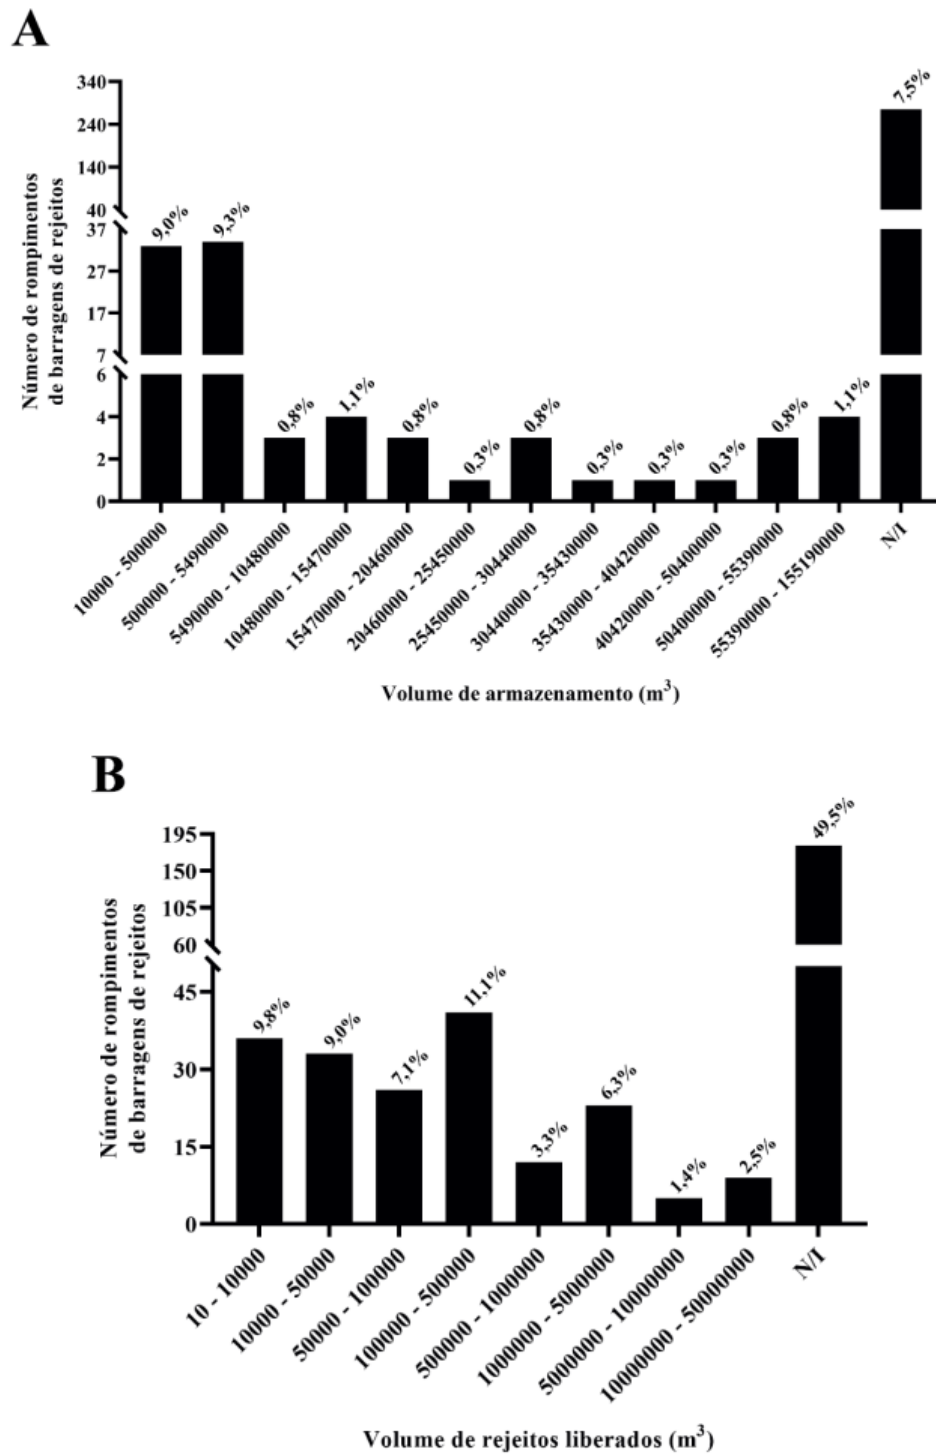 A
340
240
140
40
37
27
17
7
6
4
2
0
Número de rompimentos
de barragens de rejeitos
9,0%
9,3%
0,8%
1,1%
0,8%
0,3%
0,8%
0,3%
0,3%
0,3%
0,8%
1,1%
7,5%
10000 - 500000
500000 - 5490000
5490000 - 10480000
10480000 - 15470000
15470000 - 20460000
20460000 - 25450000
25450000 - 30440000
30440000 - 35430000
35430000 - 40420000
40420000 - 50400000
50400000 - 55390000
55390000 - 155190000
N/I
Volume de armazenamento (m³)
B
195
150
105
60
45
30
15
0
Número de rompimentos
de barragens de rejeitos
9,8%
9,0%
7,1%
11,1%
3,3%
6,3%
1,4%
2,5%
49,5%
10 - 10000
10000 - 50000
50000 - 100000
100000 - 500000
500000 - 1000000
1000000 - 5000000
5000000 - 10000000
10000000 - 50000000
N/I
Volume de rejeitos liberados (m³)